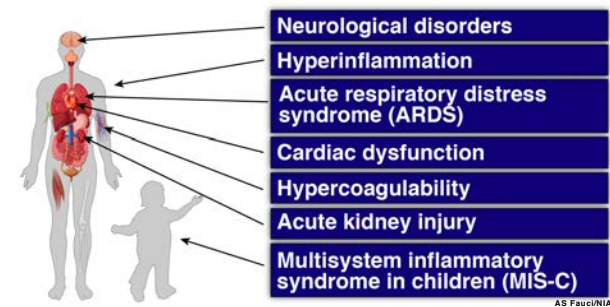 Neurological disorders
Hyperinflammation
Acute respiratory distress
syndrome (ARDS)
Cardiac dysfunction
Hypercoagulability
Acute kidney injury
Multisystem inflammatory
syndrome in children (MIS-C)
AS Fauci/NIA